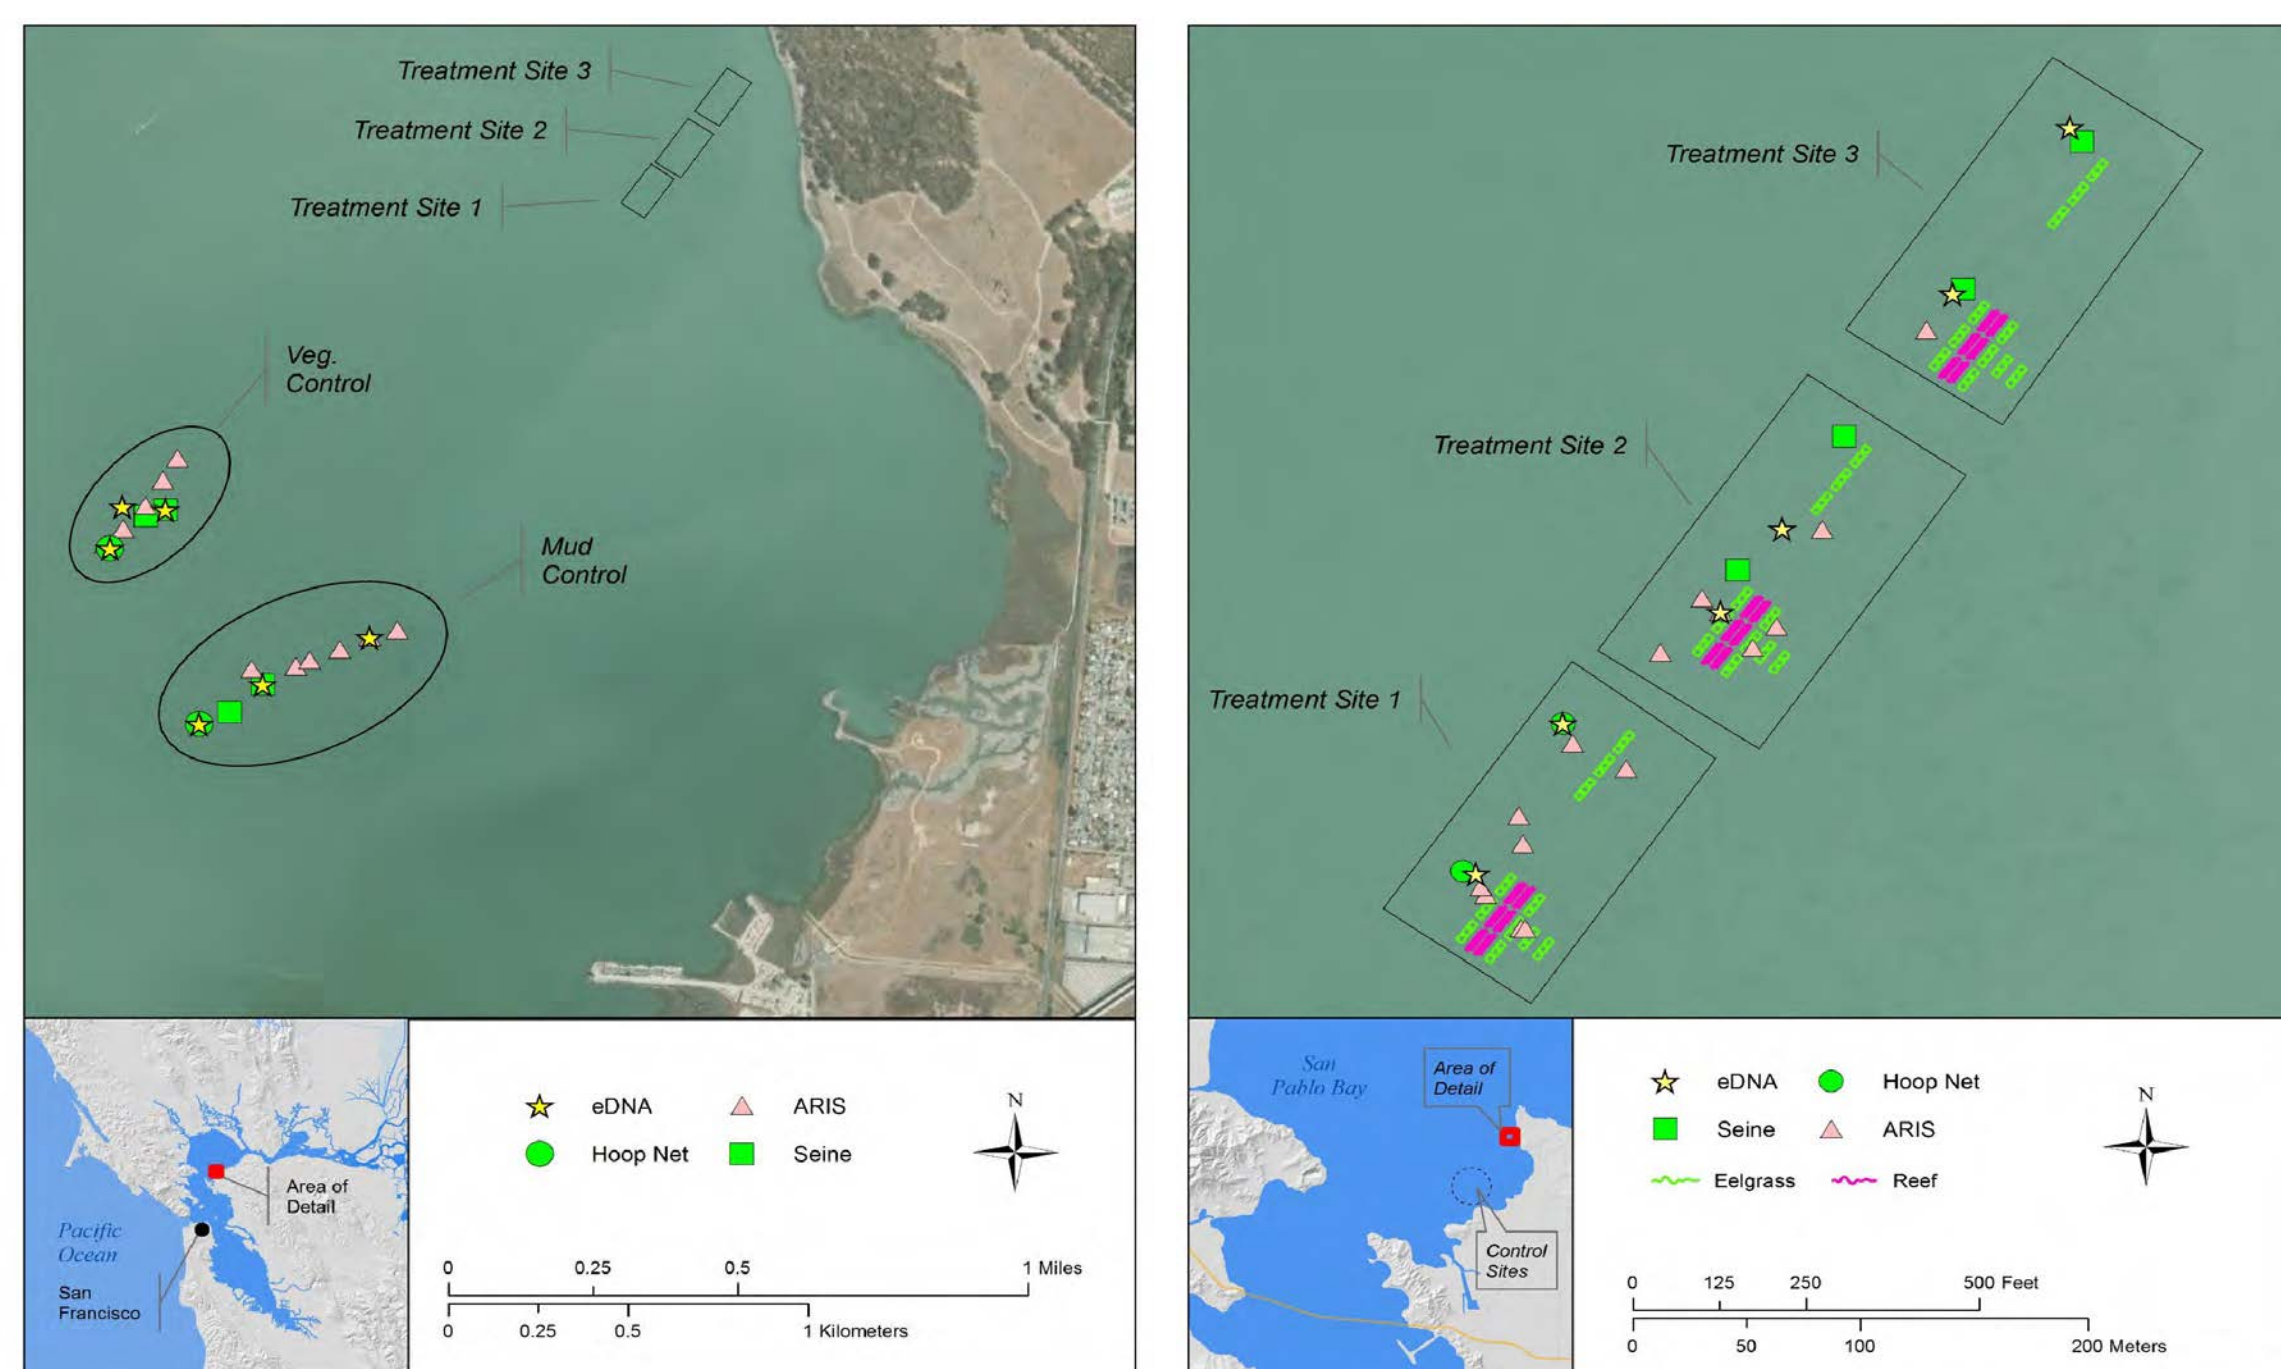 Treatment Site 3
Treatment Site 2
Treatment Site 1
Veg.
Control
Mud
Control
Pacific
Ocean
San
Francisco
Area of
Detail
eDNA
ARIS
Hoop Net
Seine
N
0 0.25 0.5 1 Miles
0 0.25 0.5 1 Kilometers
Treatment Site 3
Treatment Site 2
Treatment Site 1
San
Pablo Bay
Area of
Detail
Control
Sites
eDNA
Hoop Net
Seine
ARIS
Eelgrass
Reef
N
0 125 250 500 Feet
0 50 100 200 Meters